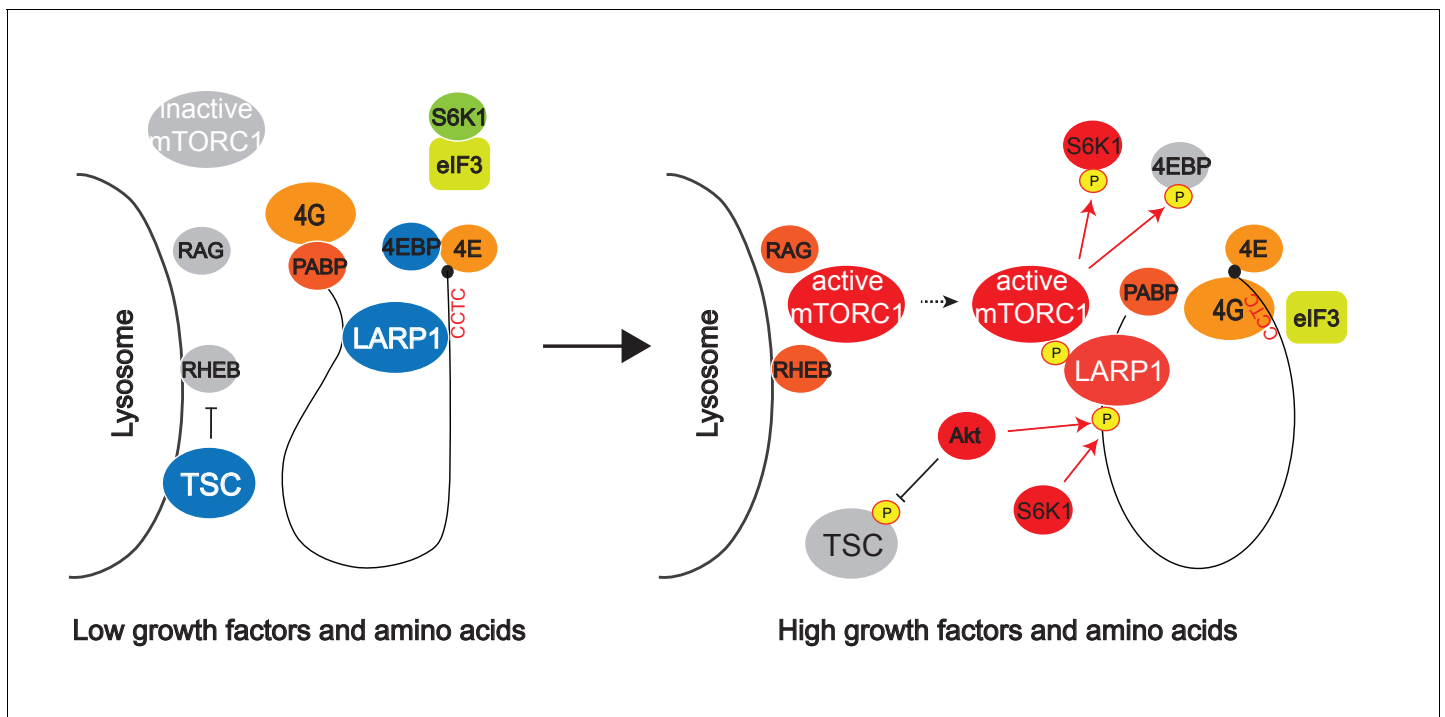 inactive
mTORC1
S6K1
eIF3
4G
RAG
PABP
4EBP
4E
CCTC
LARP1
RHEB
TSC
Lysosome
Low growth factors and amino acids
S6K1
P
4EBP
P
RAG
active
mTORC1
active
mTORC1
PABP
4E
4G
CCTC
eIF3
P
LARP1
RHEB
P
Akt
S6K1
P
TSC
Lysosome
High growth factors and amino acids